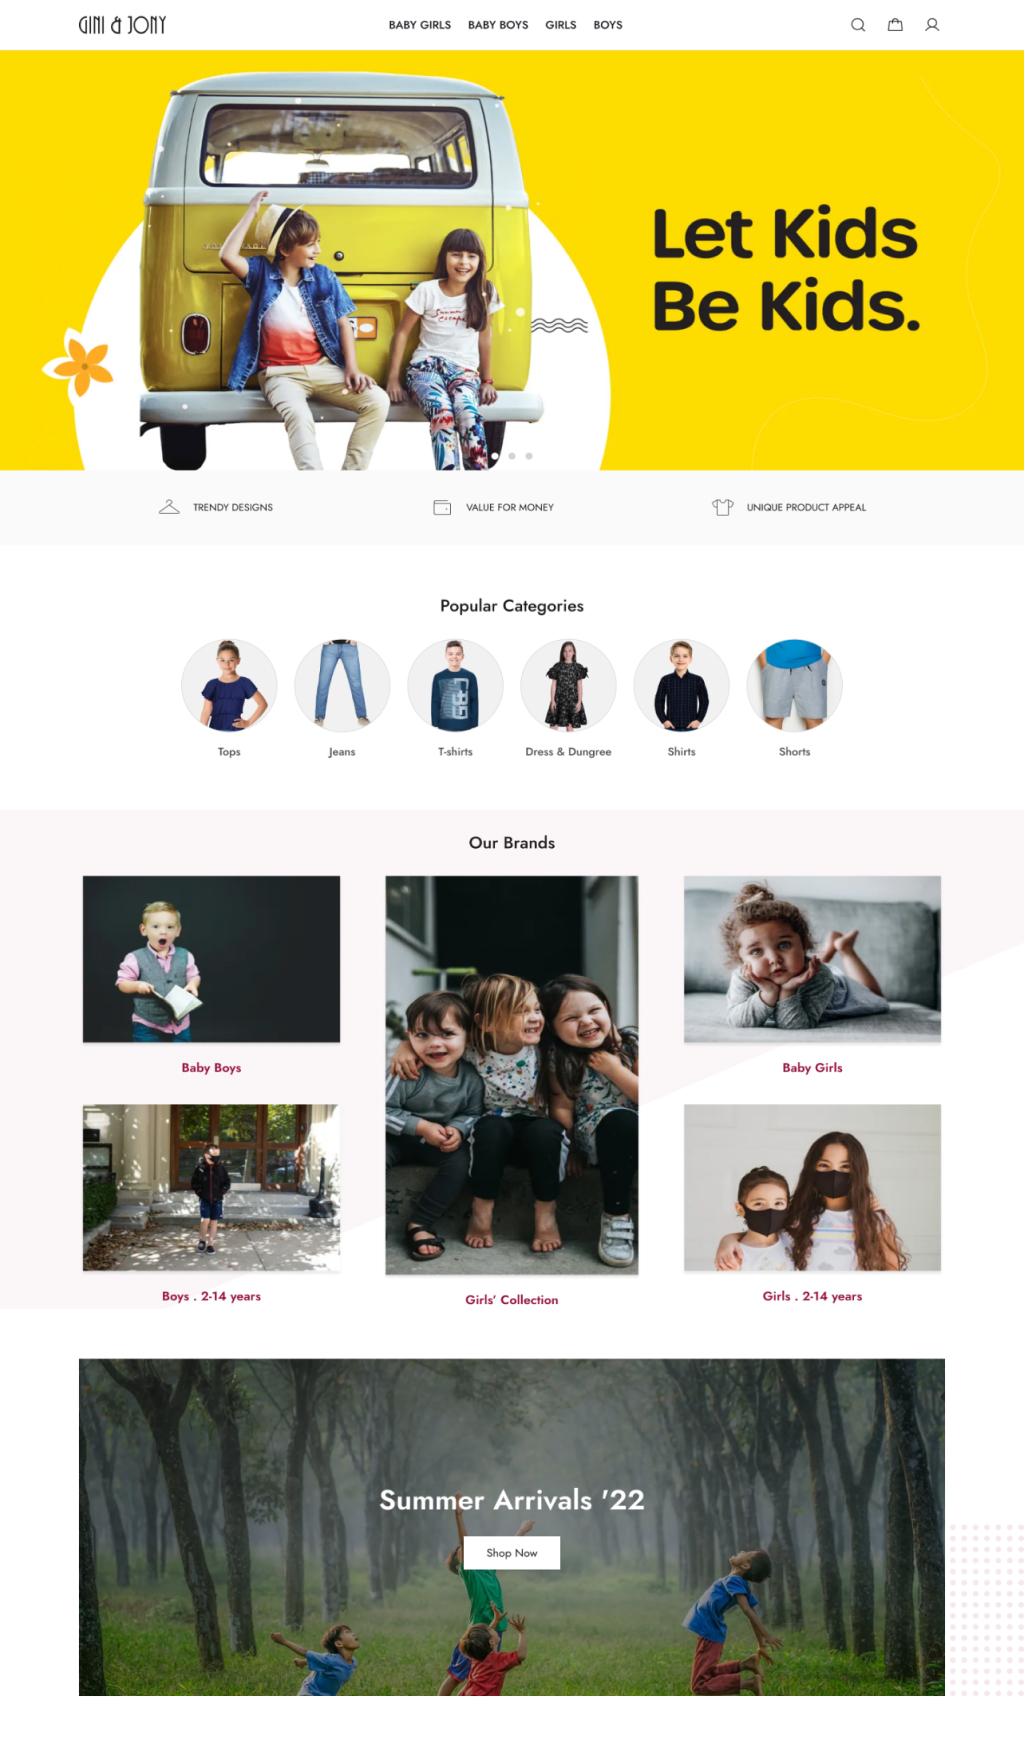 GINI & JONY
BABY GIRLS BABY BOYS GIRLS BOYS
Let Kids
Be Kids.
Summer
escape
TRENDY DESIGNS
VALUE FOR MONEY
UNIQUE PRODUCT APPEAL
Popular Categories
Tops
Jeans
T-shirts
Dress & Dungree
Shirts
Shorts
Our Brands
Baby Boys
Baby Girls
Boys . 2-14 years
Girls' Collection
Girls . 2-14 years
Summer Arrivals '22
Shop Now